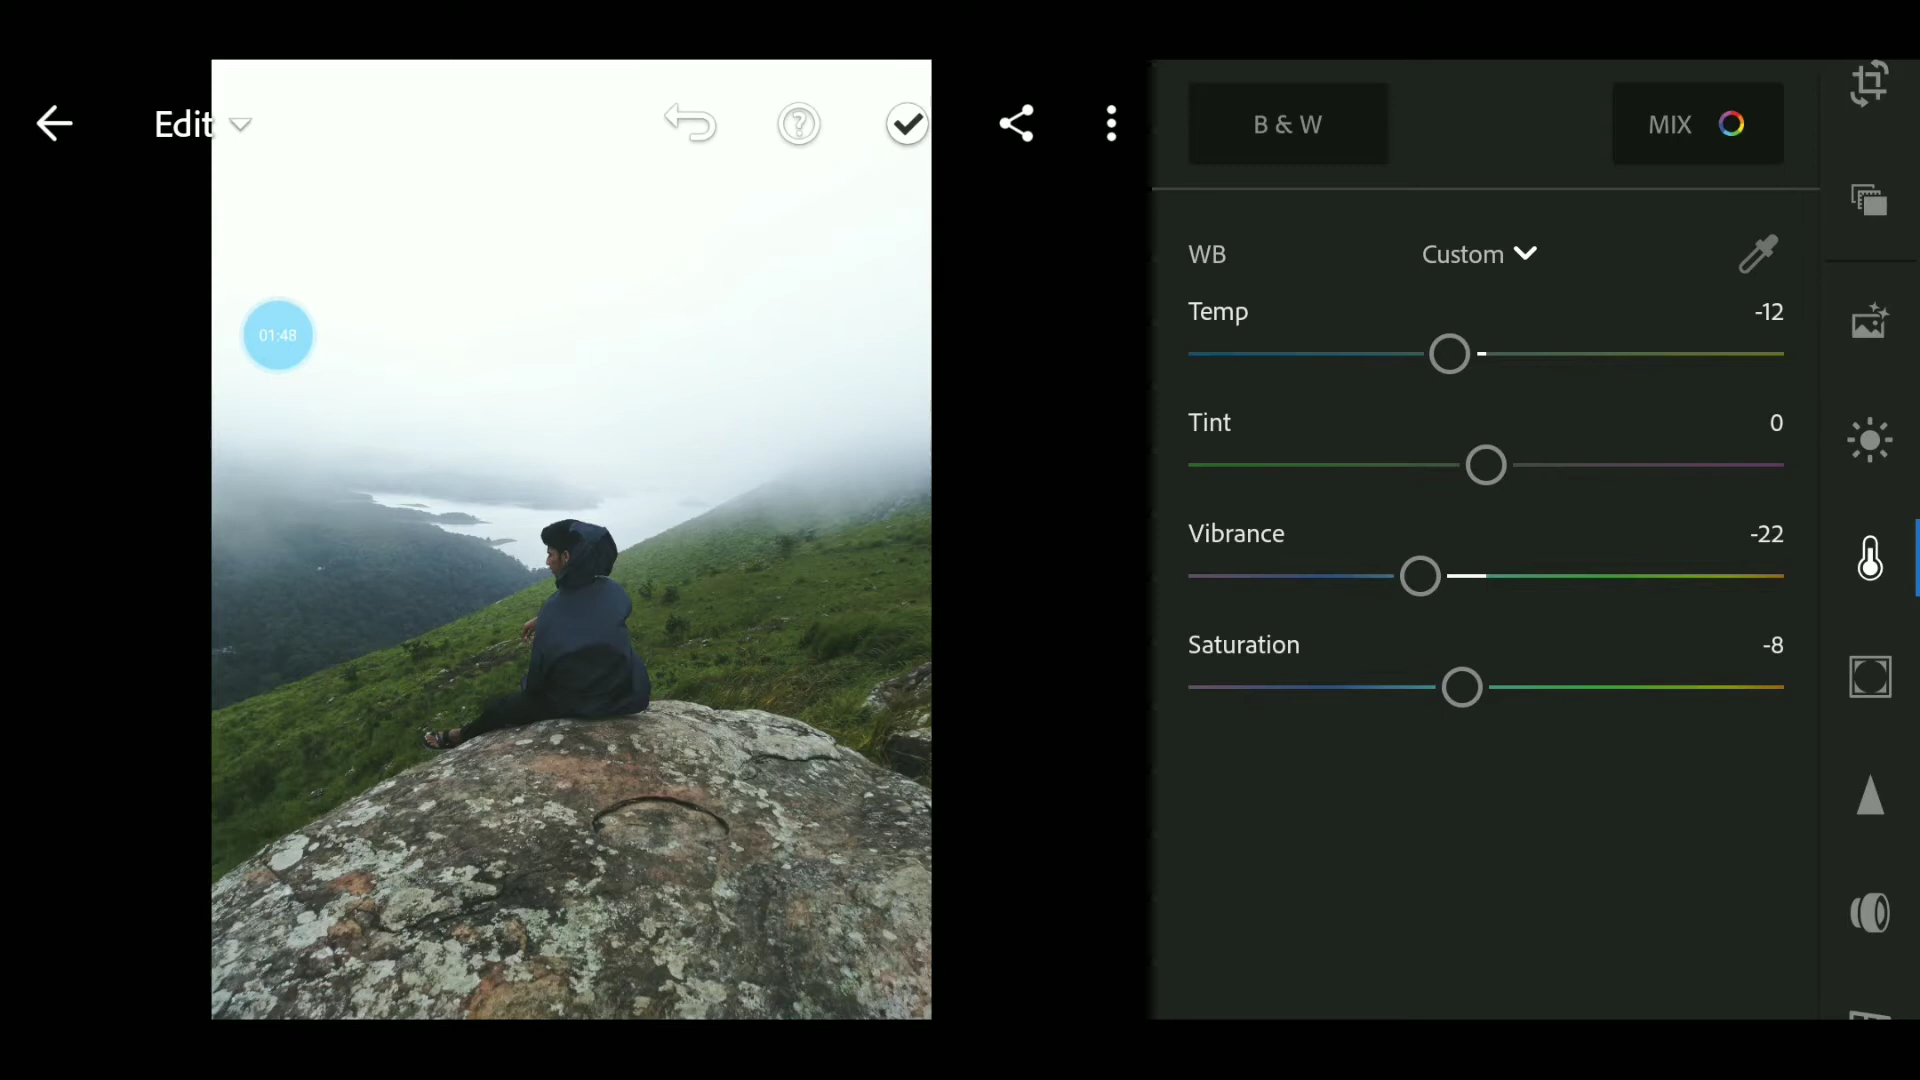 Edit
B & W
MIX
WB
Custom
01:48
Temp
-12
Tint
0
Vibrance
-22
Saturation
-8